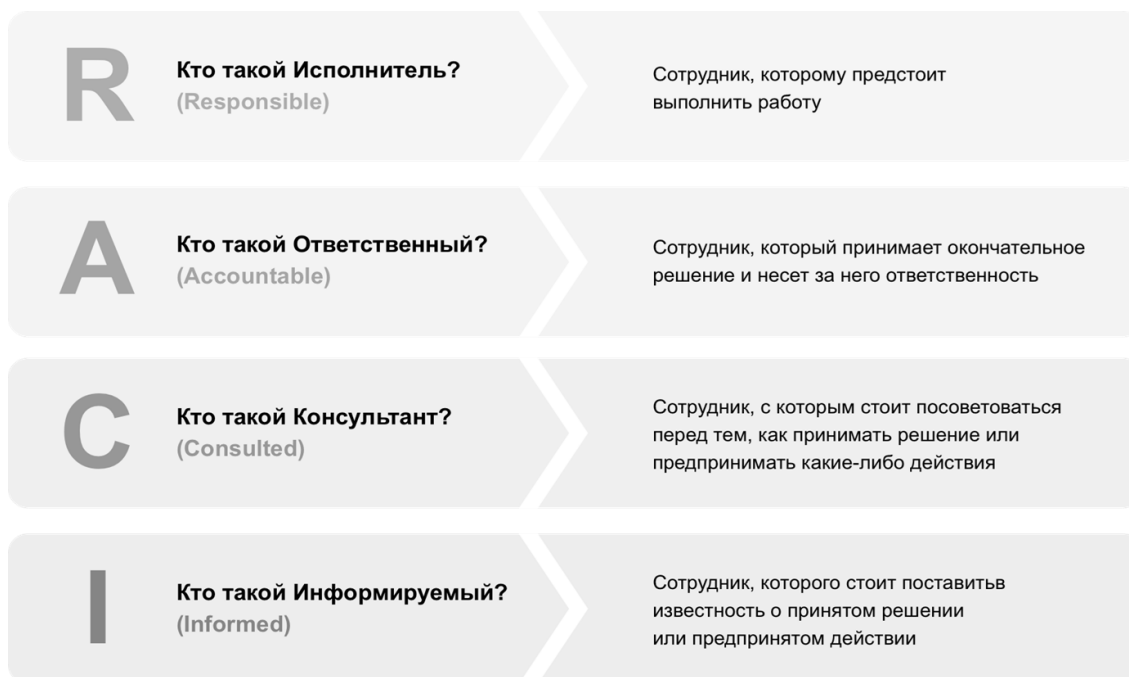 R
Кто такой Исполнитель?
(Responsible)
Сотрудник, которому предстоит
выполнить работу
A
Кто такой Ответственный?
(Accountable)
Сотрудник, который принимает окончательное
решение и несет за него ответственность
C
Кто такой Консультант?
(Consulted)
Сотрудник, с которым стоит посоветоваться
перед тем, как принимать решение или
предпринимать какие-либо действия
I
Кто такой Информируемый?
(Informed)
Сотрудник, которого стоит поставитьв
известность о принятом решении
или предпринятом действии